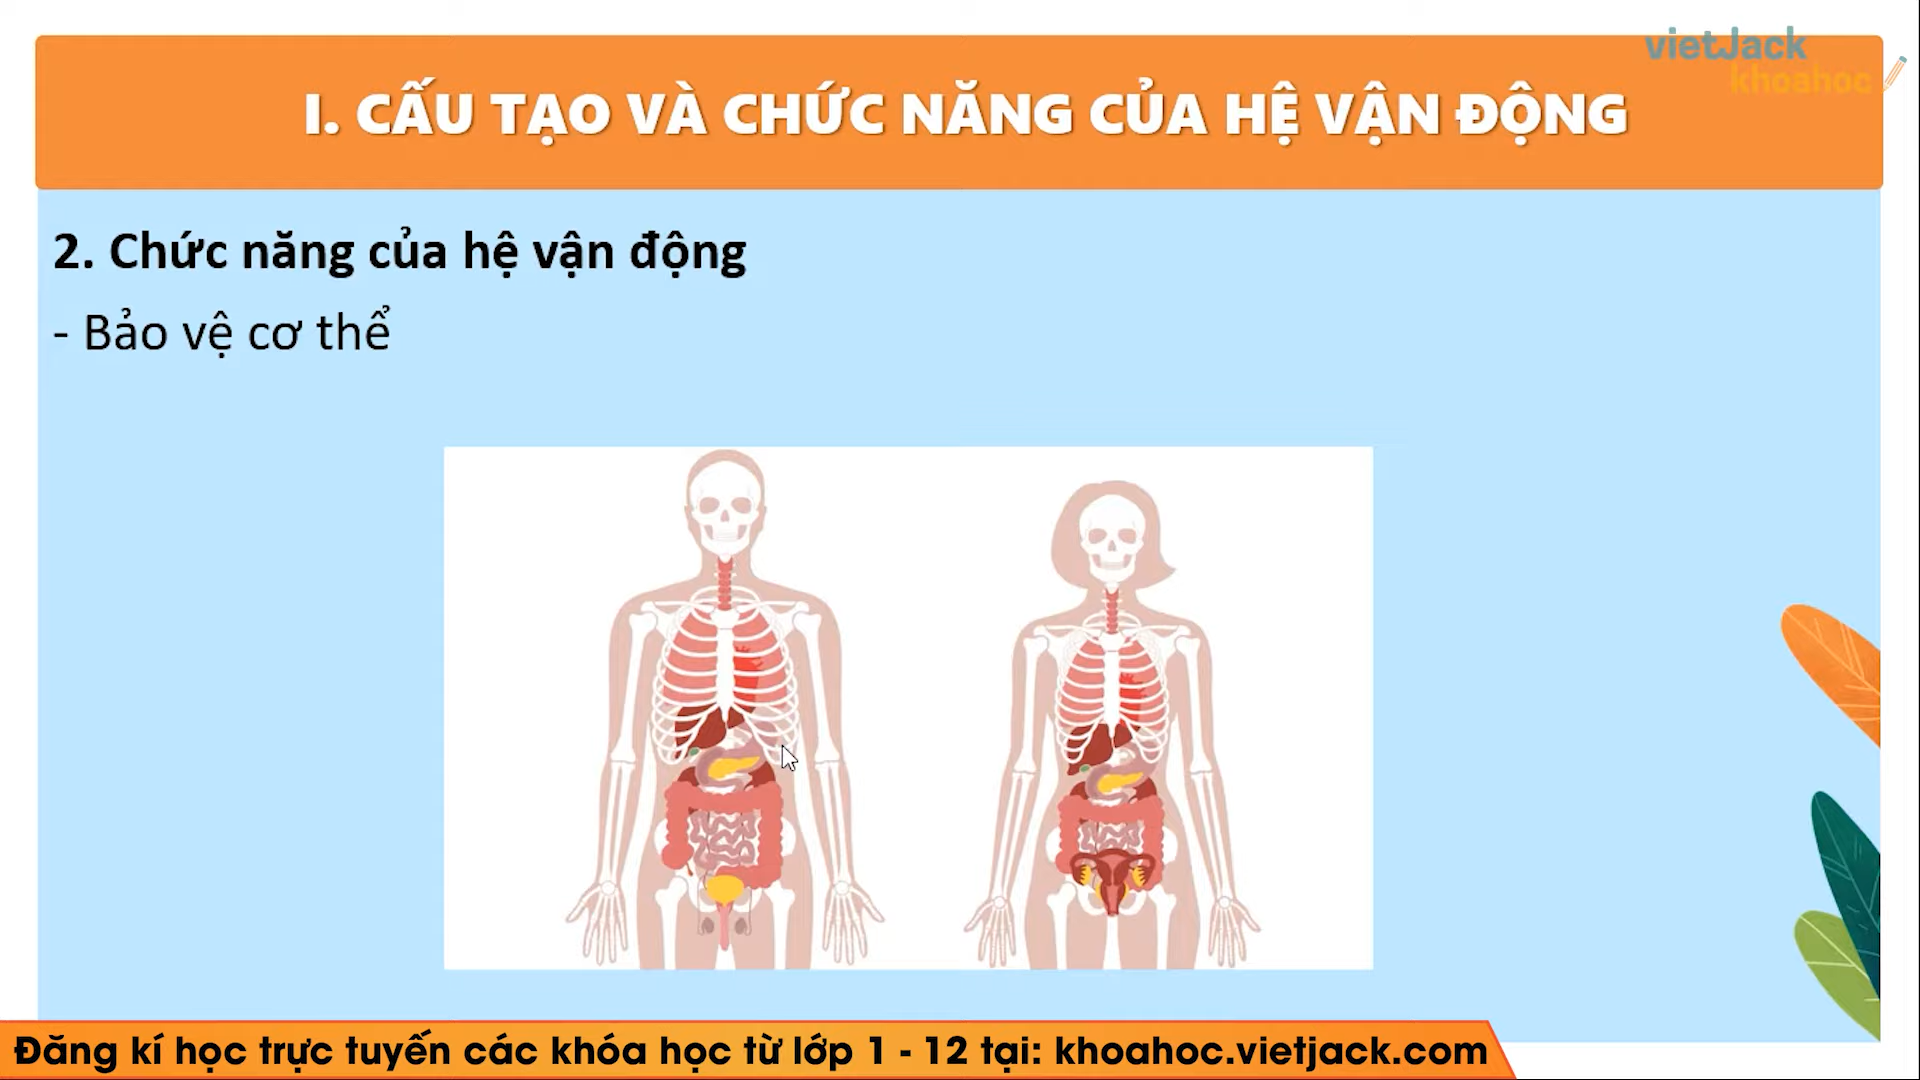 vietJack
khoahoc
I. CẤU TẠO VÀ CHỨC NĂNG CỦA HỆ VẬN ĐỘNG
2. Chức năng của hệ vận động
- Bảo vệ cơ thể
Đăng kí học trực tuyến các khóa học từ lớp 1 - 12 tại: khoahoc.vietjack.com